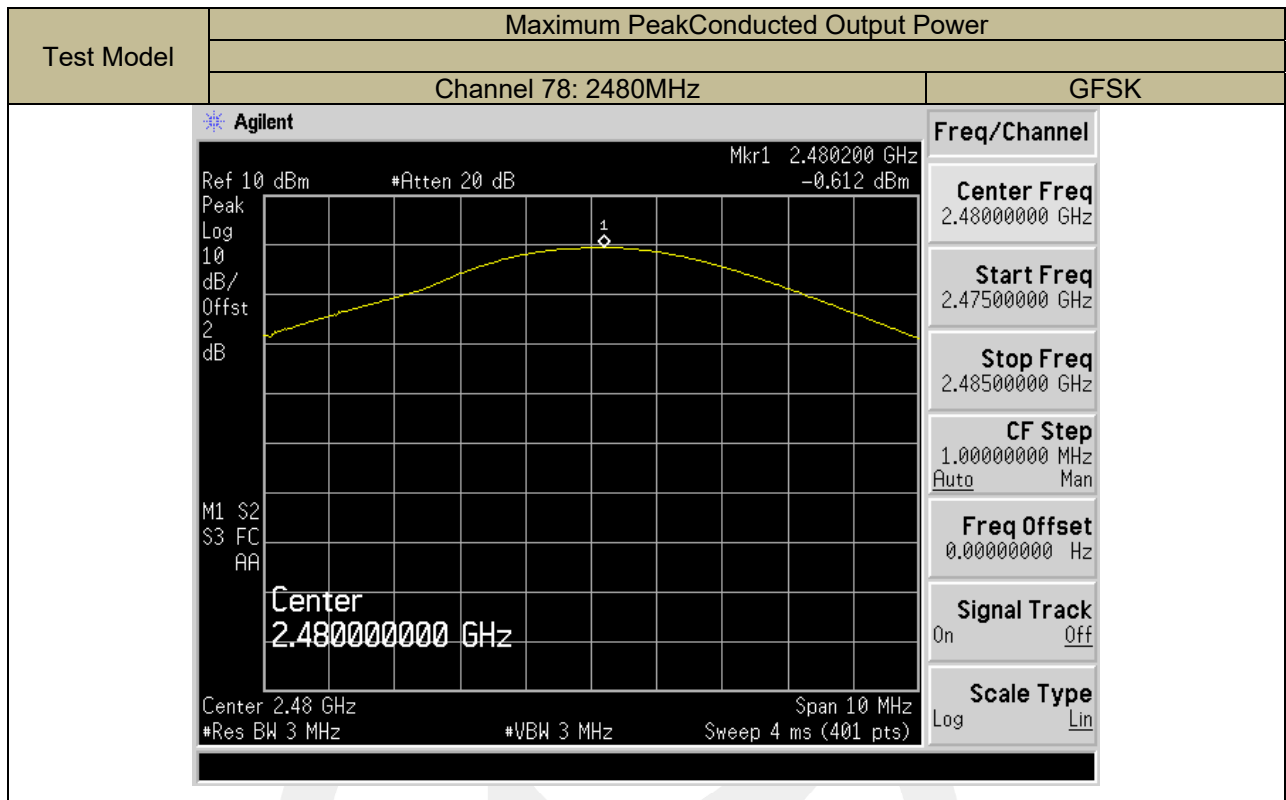 Test Model
Maximum PeakConducted Output Power
Channel 78: 2480MHz
GFSK
Agilent
Mkr1 2.480200 GHz
Ref 10 dBm #Atten 20 dB -0.612 dBm
Peak
Log
10
dB/
Offst
2
dB
1
M1 S2
S3 FC
AA
Center
2.480000000 GHz
Center 2.48 GHz Span 10 MHz
#Res BW 3 MHz #VBW 3 MHz Sweep 4 ms (401 pts)
Freq/Channel
Center Freq
2.48000000 GHz
Start Freq
2.47500000 GHz
Stop Freq
2.48500000 GHz
CF Step
1.00000000 MHz
Auto Man
Freq Offset
0.00000000 Hz
Signal Track
On Off
Scale Type
Log Lin